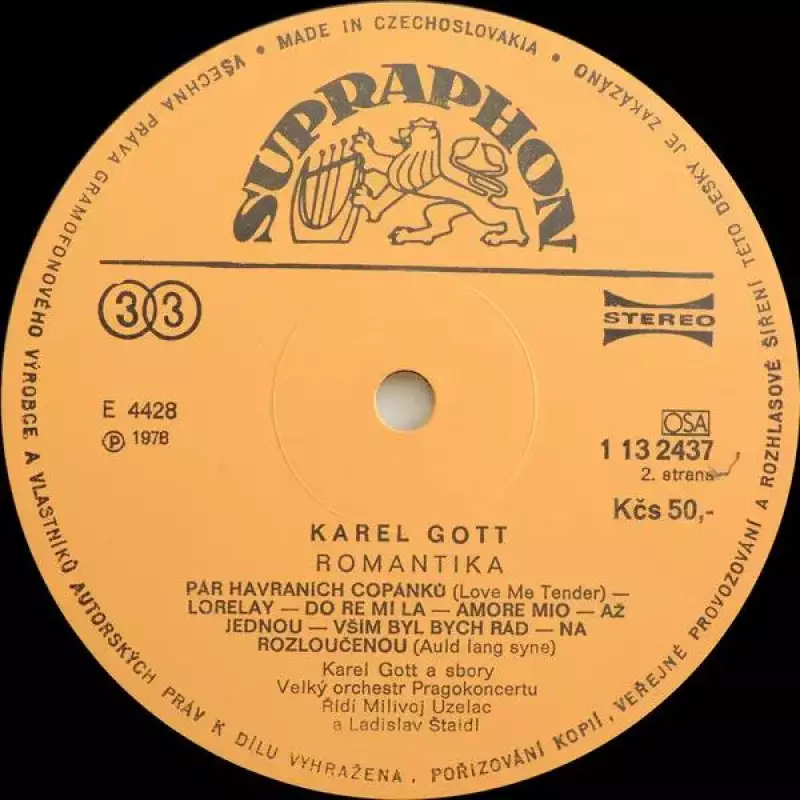 VŠECHNA PRÁVA GRAMOFONOVÉHO VÝROBCE A VLASTNÍKŮ AUTORSKÝCH PRÁV K DÍLU VYHRAŽENA. POŘIZOVÁNÍ KOPIÍ, VEŘEJNÉ PROVOZOVÁNÍ A ROZHLASOVÉ ŠÍŘENÍ TÉTO DESKY JE ZAKÁZÁNO • MADE IN CZECHOSLOVAKIA •
SUPRAPHON
33
STEREO
E 4428
Ⓟ 1978
OSA
1 13 2437
2. strana
Kčs 50,-
KAREL GOTT
ROMANTIKA
PÁR HAVRANÍCH COPÁNKŮ (Love Me Tender) —
LORELAY — DO RE MI LA — AMORE MIO — AŽ
JEDNOU — VŠÍM BYL BYCH RÁD — NA
ROZLOUČENOU (Auld lang syne)
Karel Gott a sbory
Velký orchestr Pragokoncertu
Řídí Milivoj Uzelac
a Ladislav Štaidl